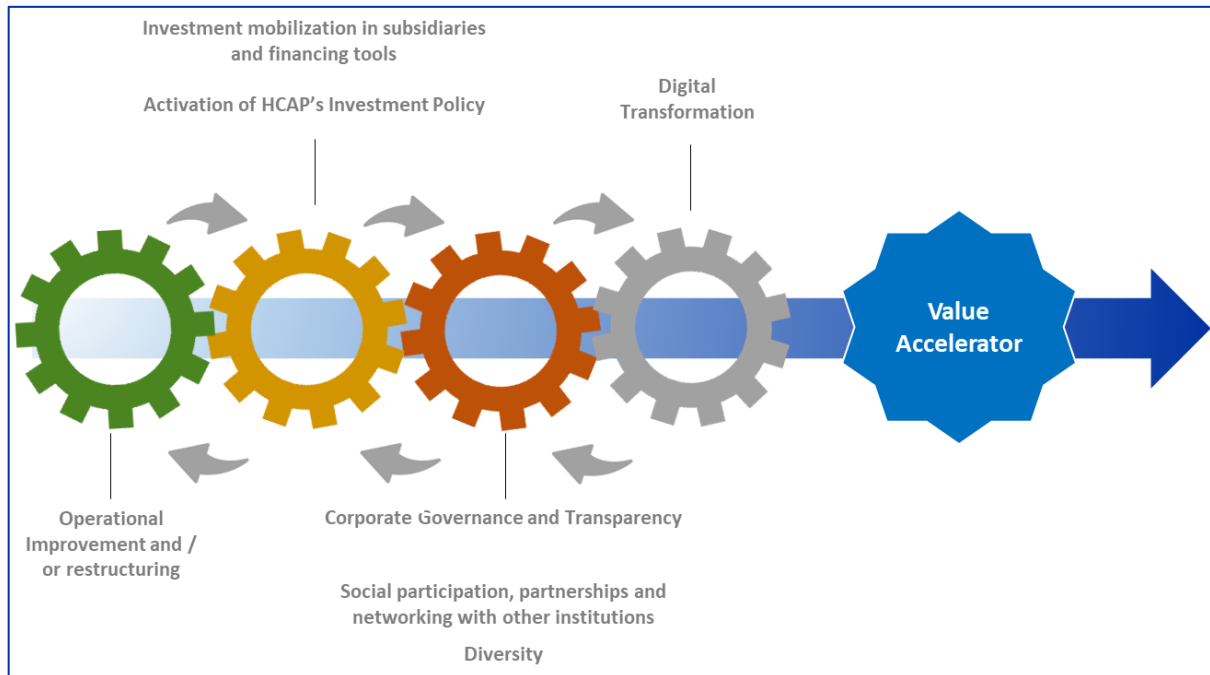 Investment mobilization in subsidiaries
and financing tools
Activation of HCAP's Investment Policy
Digital
Transformation
Value
Accelerator
Operational
Improvement and /
or restructuring
Corporate Governance and Transparency
Social participation, partnerships and
networking with other institutions
Diversity